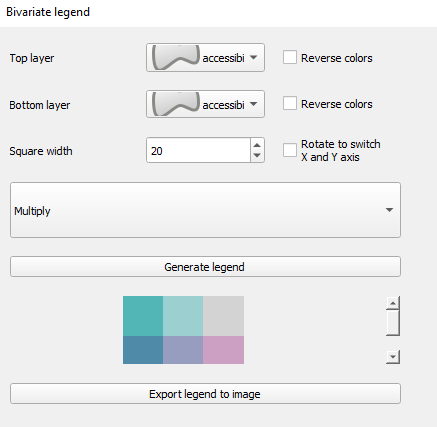 Bivariate legend
Top layer
accessibi
Reverse colors
Bottom layer
accessibi
Reverse colors
Square width
20
Rotate to switch
X and Y axis
Multiply
Generate legend
Export legend to image